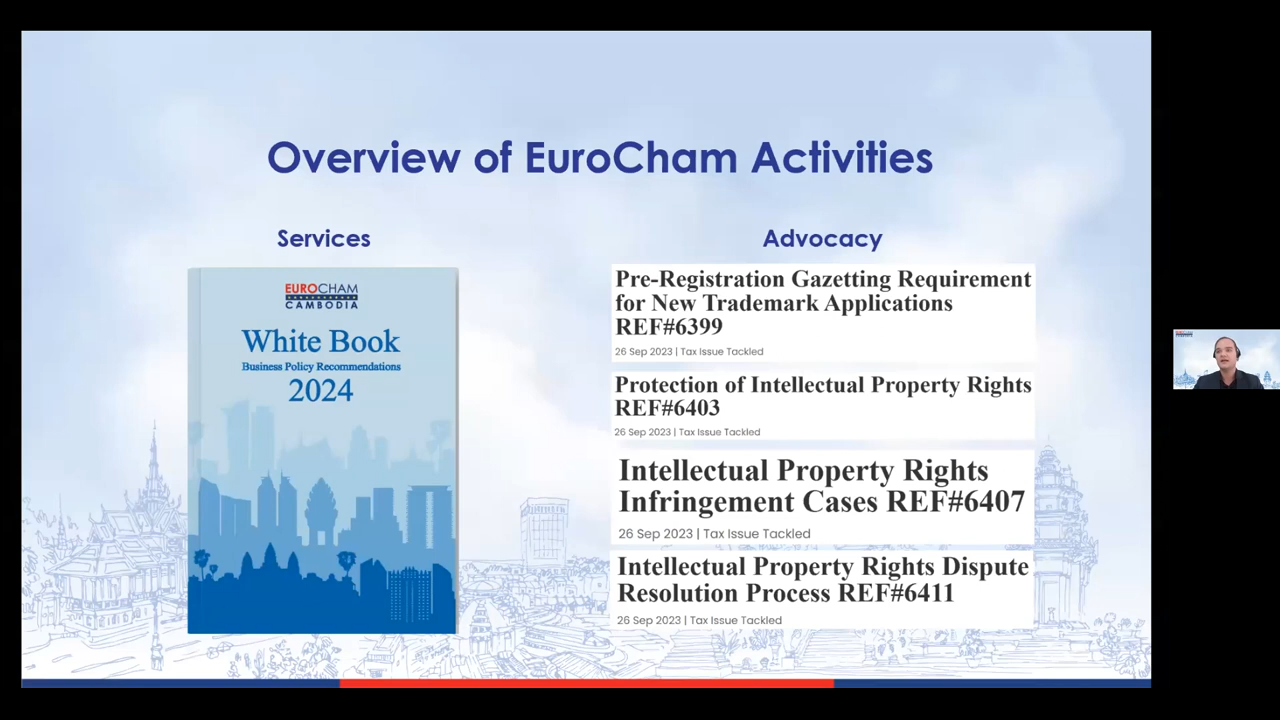 Overview of EuroCham Activities
Services
EUROCHAM
CAMBODIA
White Book
Business Policy Recommendations
2024
Advocacy
Pre-Registration Gazetting Requirement
for New Trademark Applications
REF#6399
26 Sep 2023 | Tax Issue Tackled
Protection of Intellectual Property Rights
REF#6403
26 Sep 2023 | Tax Issue Tackled
Intellectual Property Rights
Infringement Cases REF#6407
26 Sep 2023 | Tax Issue Tackled
Intellectual Property Rights Dispute
Resolution Process REF#6411
26 Sep 2023 | Tax Issue Tackled